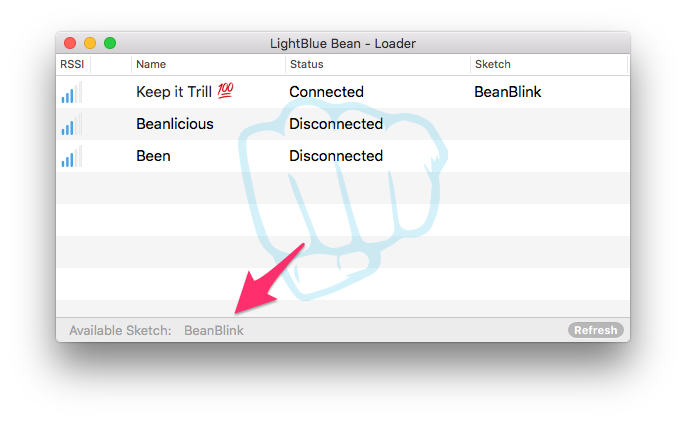 LightBlue Bean - Loader
RSSI Name Status Sketch
Keep it Trill 💯 Connected BeanBlink
Beanlicious Disconnected
Been Disconnected
Available Sketch: BeanBlink Refresh